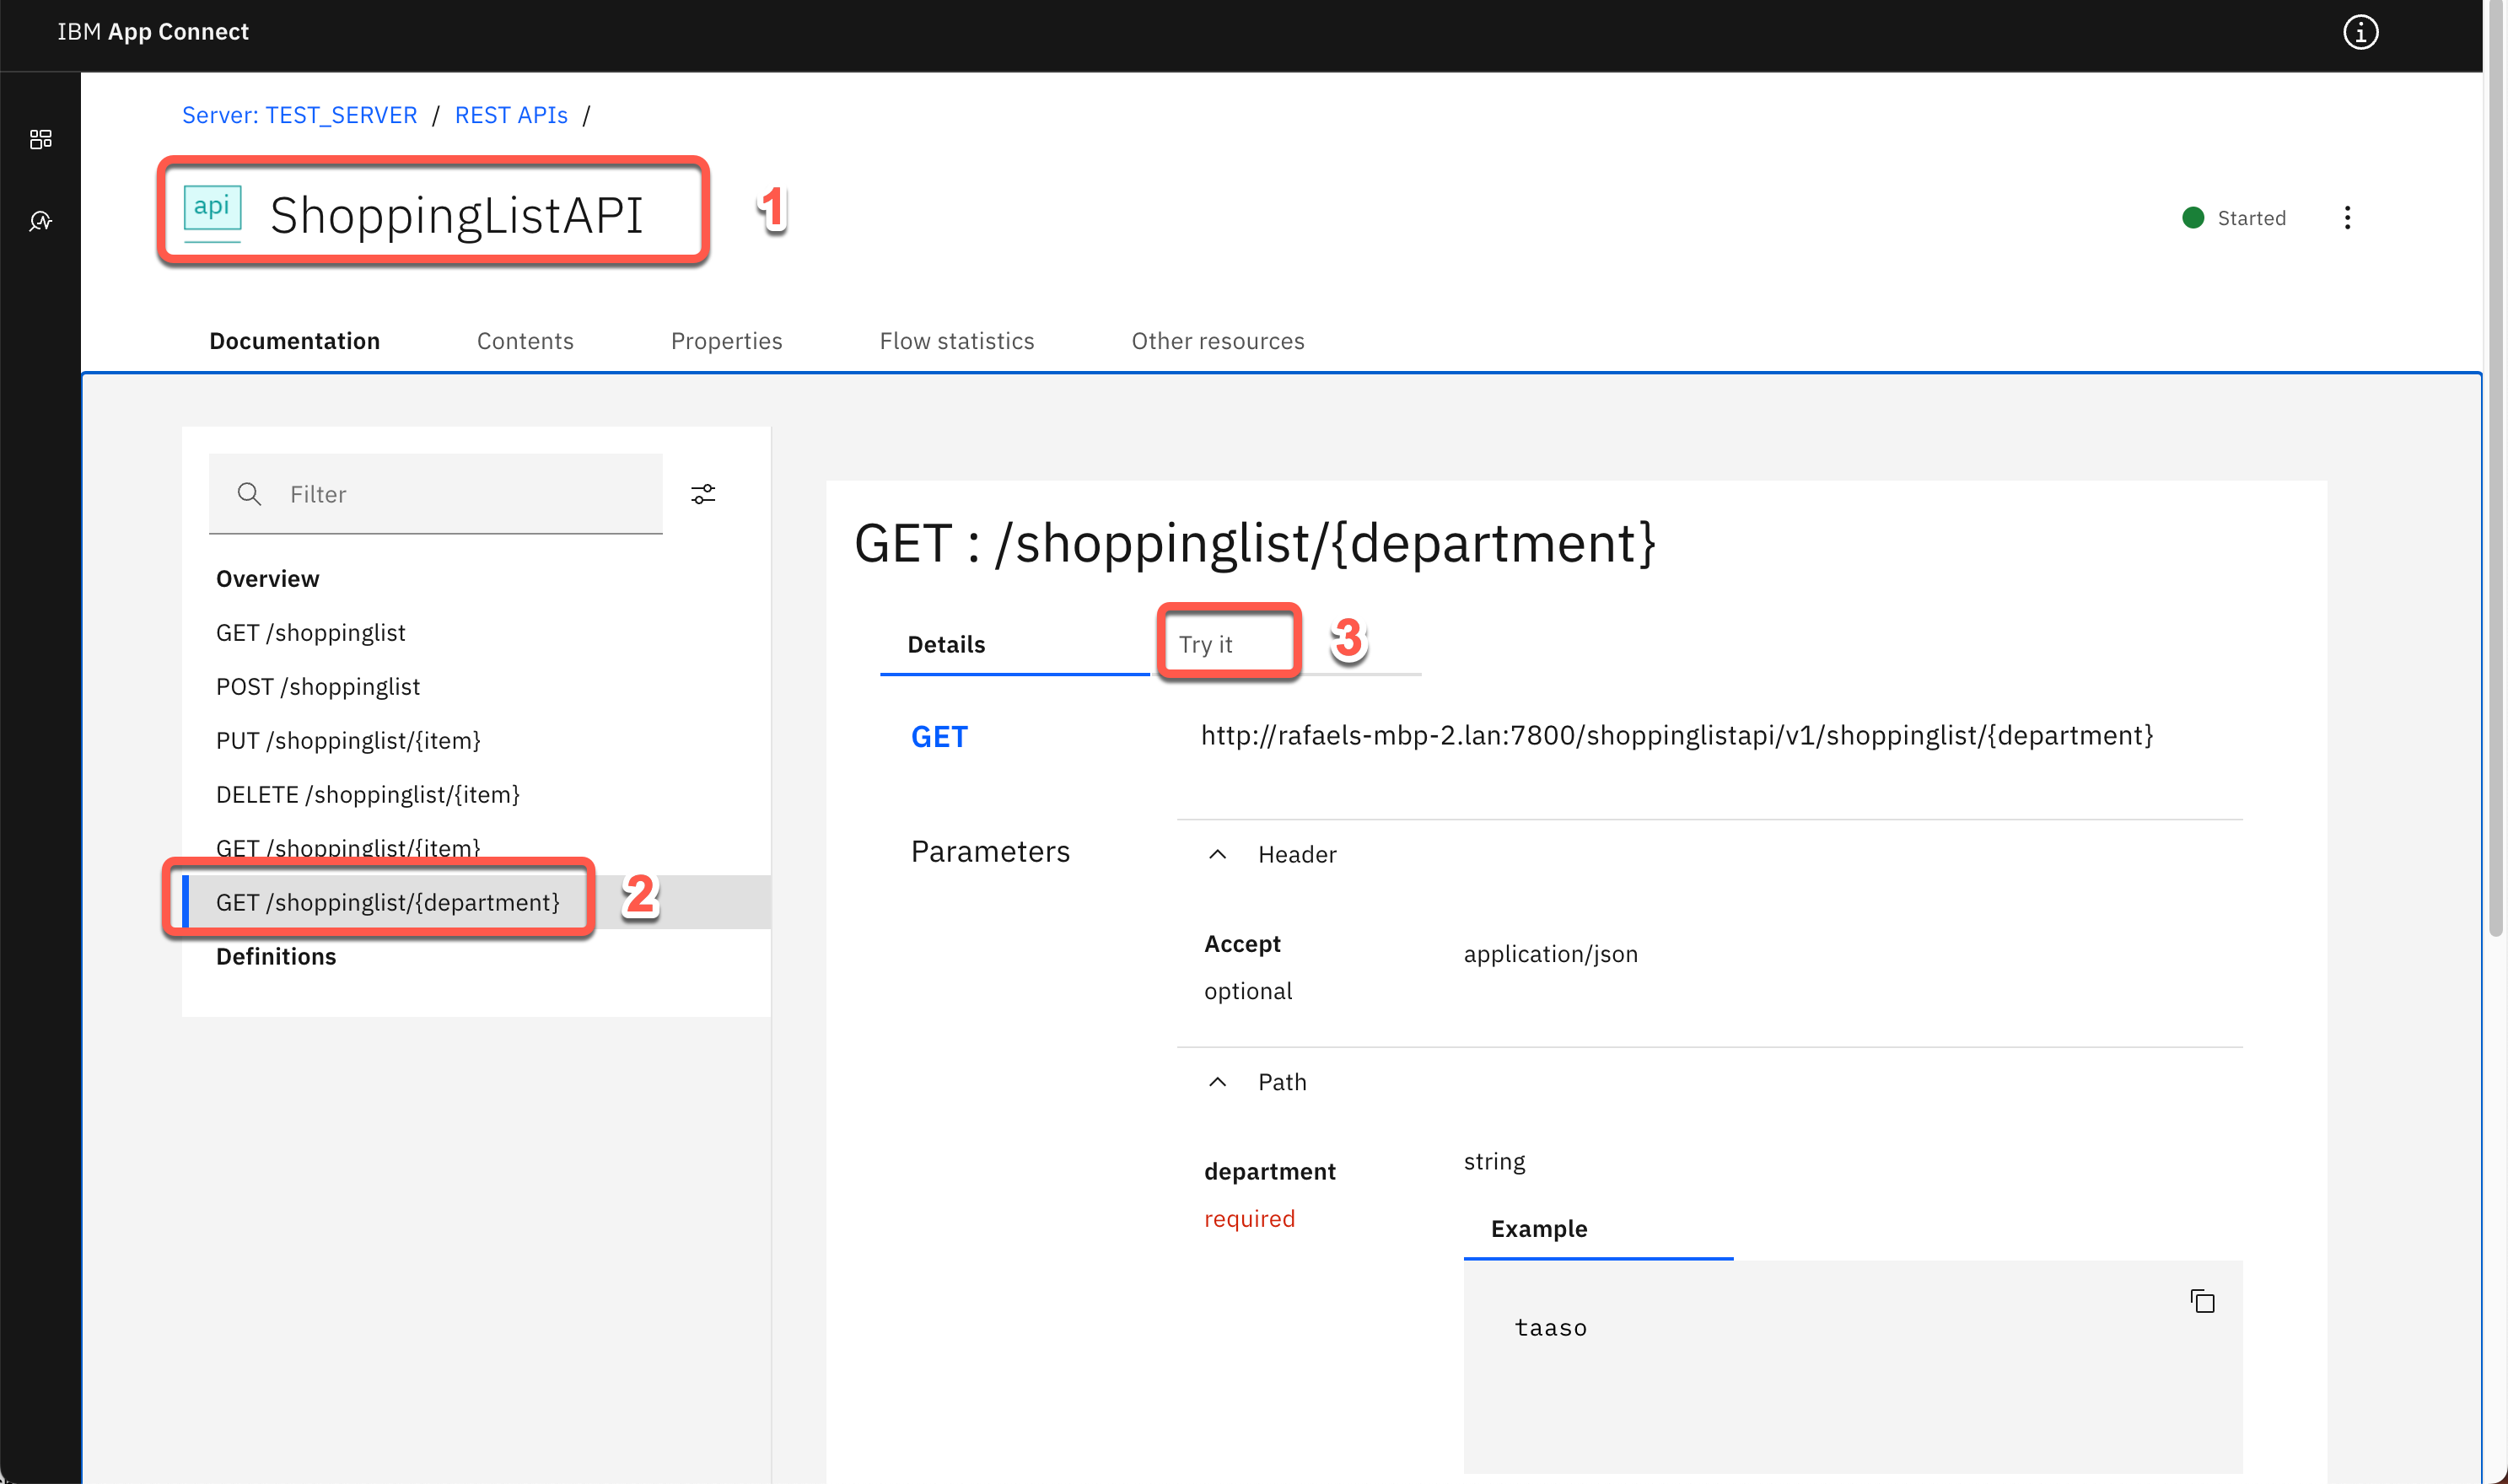 IBM App Connect
Server: TEST_SERVER / REST APIs /
api ShoppingListAPI 1
Started
Documentation Contents Properties Flow statistics Other resources
Filter
Overview
GET /shoppinglist
POST /shoppinglist
PUT /shoppinglist/{item}
DELETE /shoppinglist/{item}
GET /shoppinglist/{item}
GET /shoppinglist/{department} 2
Definitions
GET : /shoppinglist/{department}
Details Try it 3
GET http://rafaels-mbp-2.lan:7800/shoppinglistapi/v1/shoppinglist/{department}
Parameters Header
Accept application/json
optional
Path
department string
required
Example
taaso